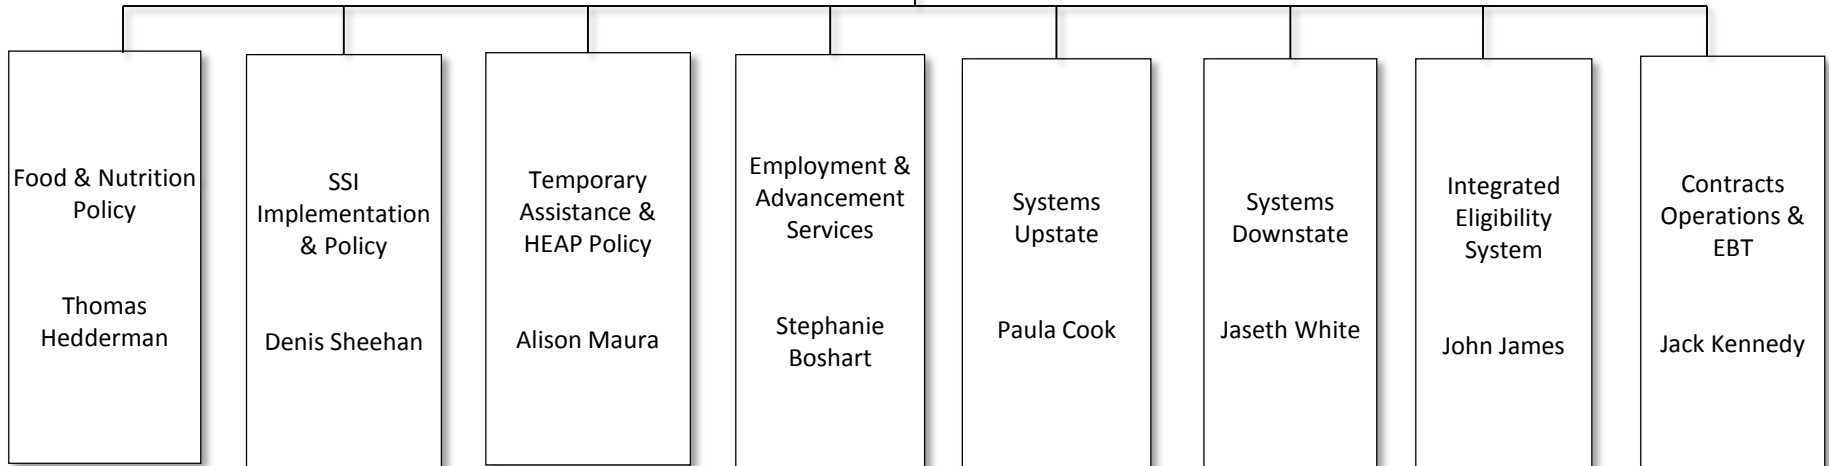 Food & Nutrition
Policy
Thomas
Hedderman
SSI
Implementation
& Policy
Denis Sheehan
Temporary
Assistance &
HEAP Policy
Alison Maura
Employment &
Advancement
Services
Stephanie
Boshart
Systems
Upstate
Paula Cook
Systems
Downstate
Jaseth White
Integrated
Eligibility
System
John James
Contracts
Operations &
EBT
Jack Kennedy